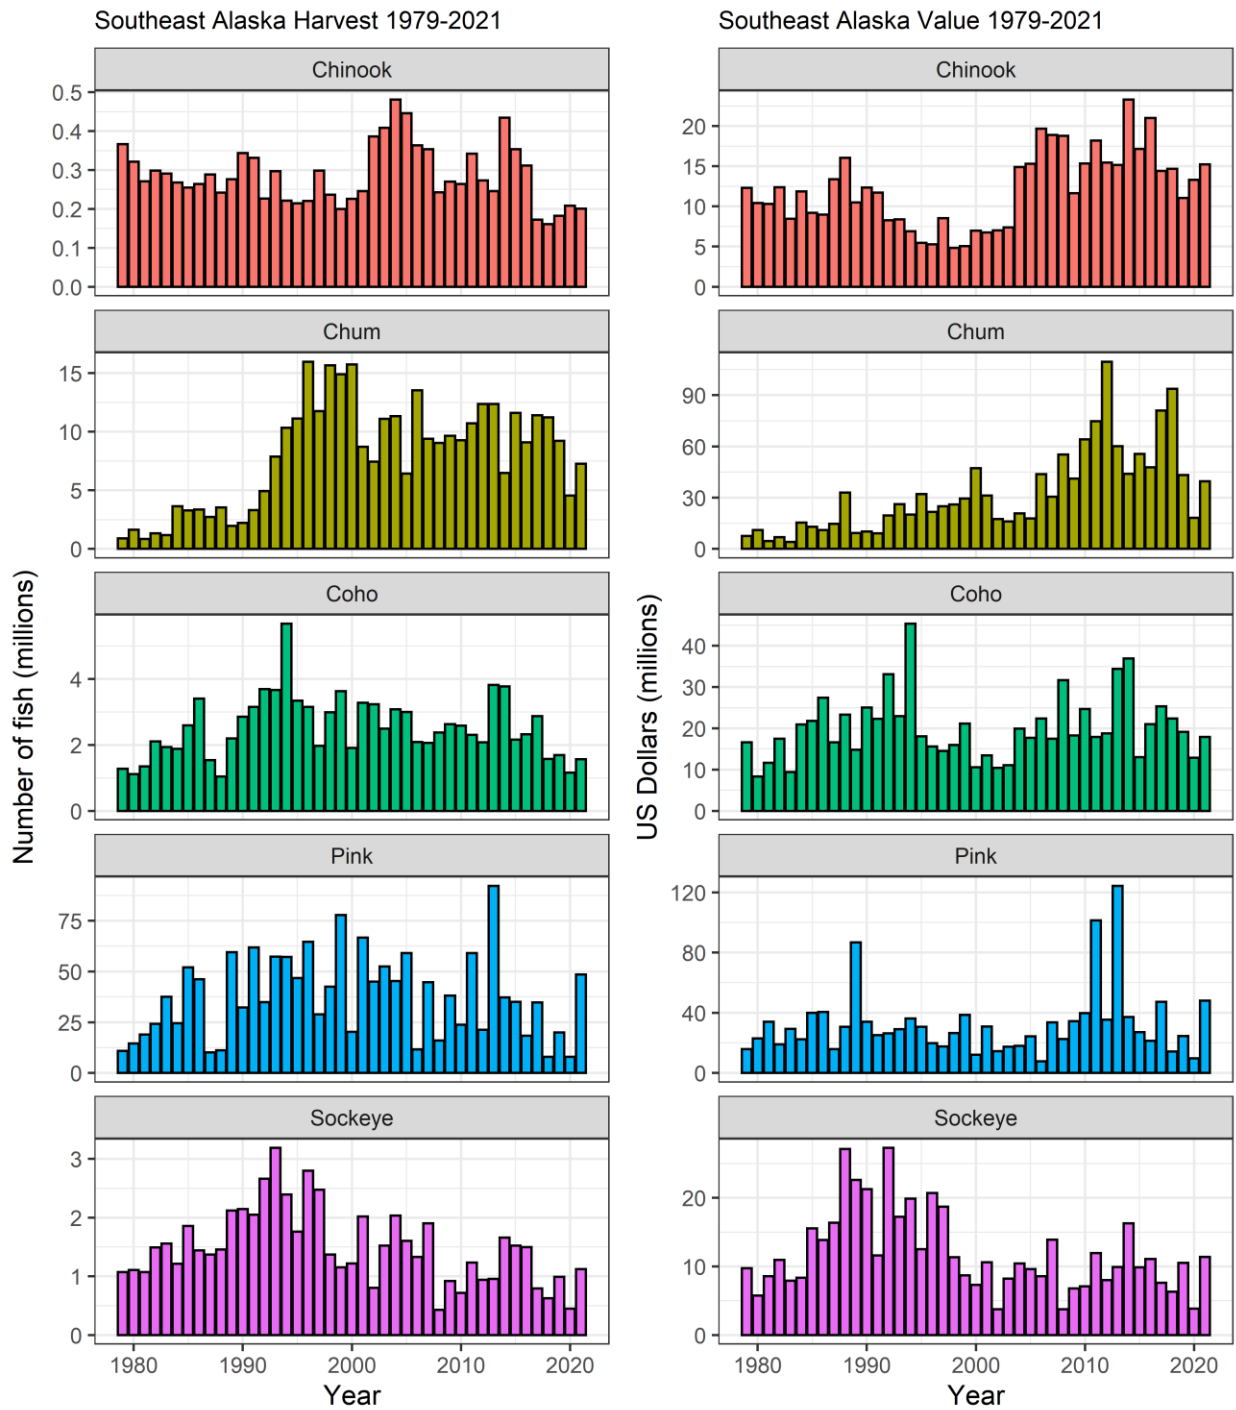 Southeast Alaska Harvest 1979-2021
Number of fish (millions)
Chinook
0.5
0.4
0.3
0.2
0.1
0.0
Chum
15
10
5
0
Coho
4
2
0
Pink
75
50
25
0
Sockeye
3
2
1
0
1980 1990 2000 2010 2020
Year
Southeast Alaska Value 1979-2021
US Dollars (millions)
Chinook
20
15
10
5
0
Chum
90
60
30
0
Coho
40
30
20
10
0
Pink
120
80
40
0
Sockeye
20
10
0
1980 1990 2000 2010 2020
Year